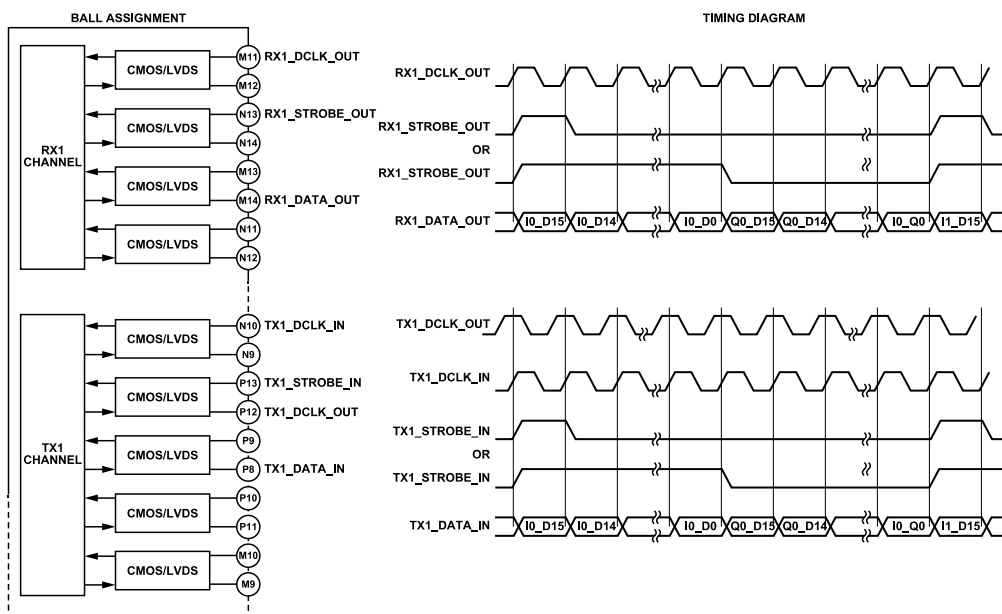 BALL ASSIGNMENT
TIMING DIAGRAM
RX1
CHANNEL
CMOS/LVDS
M11 RX1_DCLK_OUT
M12
CMOS/LVDS
N13 RX1_STROBE_OUT
N14
CMOS/LVDS
M13
M14 RX1_DATA_OUT
CMOS/LVDS
N11
N12
RX1_DCLK_OUT
RX1_STROBE_OUT
OR
RX1_STROBE_OUT
RX1_DATA_OUT I0_D15 I0_D14 I0_D0 Q0_D15 Q0_D14 I0_Q0 I1_D15
TX1
CHANNEL
CMOS/LVDS
N10 TX1_DCLK_IN
N9
CMOS/LVDS
P13 TX1_STROBE_IN
P12 TX1_DCLK_OUT
CMOS/LVDS
P9
P8 TX1_DATA_IN
CMOS/LVDS
P10
P11
CMOS/LVDS
M10
M9
TX1_DCLK_OUT
TX1_DCLK_IN
TX1_STROBE_IN
OR
TX1_STROBE_IN
TX1_DATA_IN I0_D15 I0_D14 I0_D0 Q0_D15 Q0_D14 I0_Q0 I1_D15